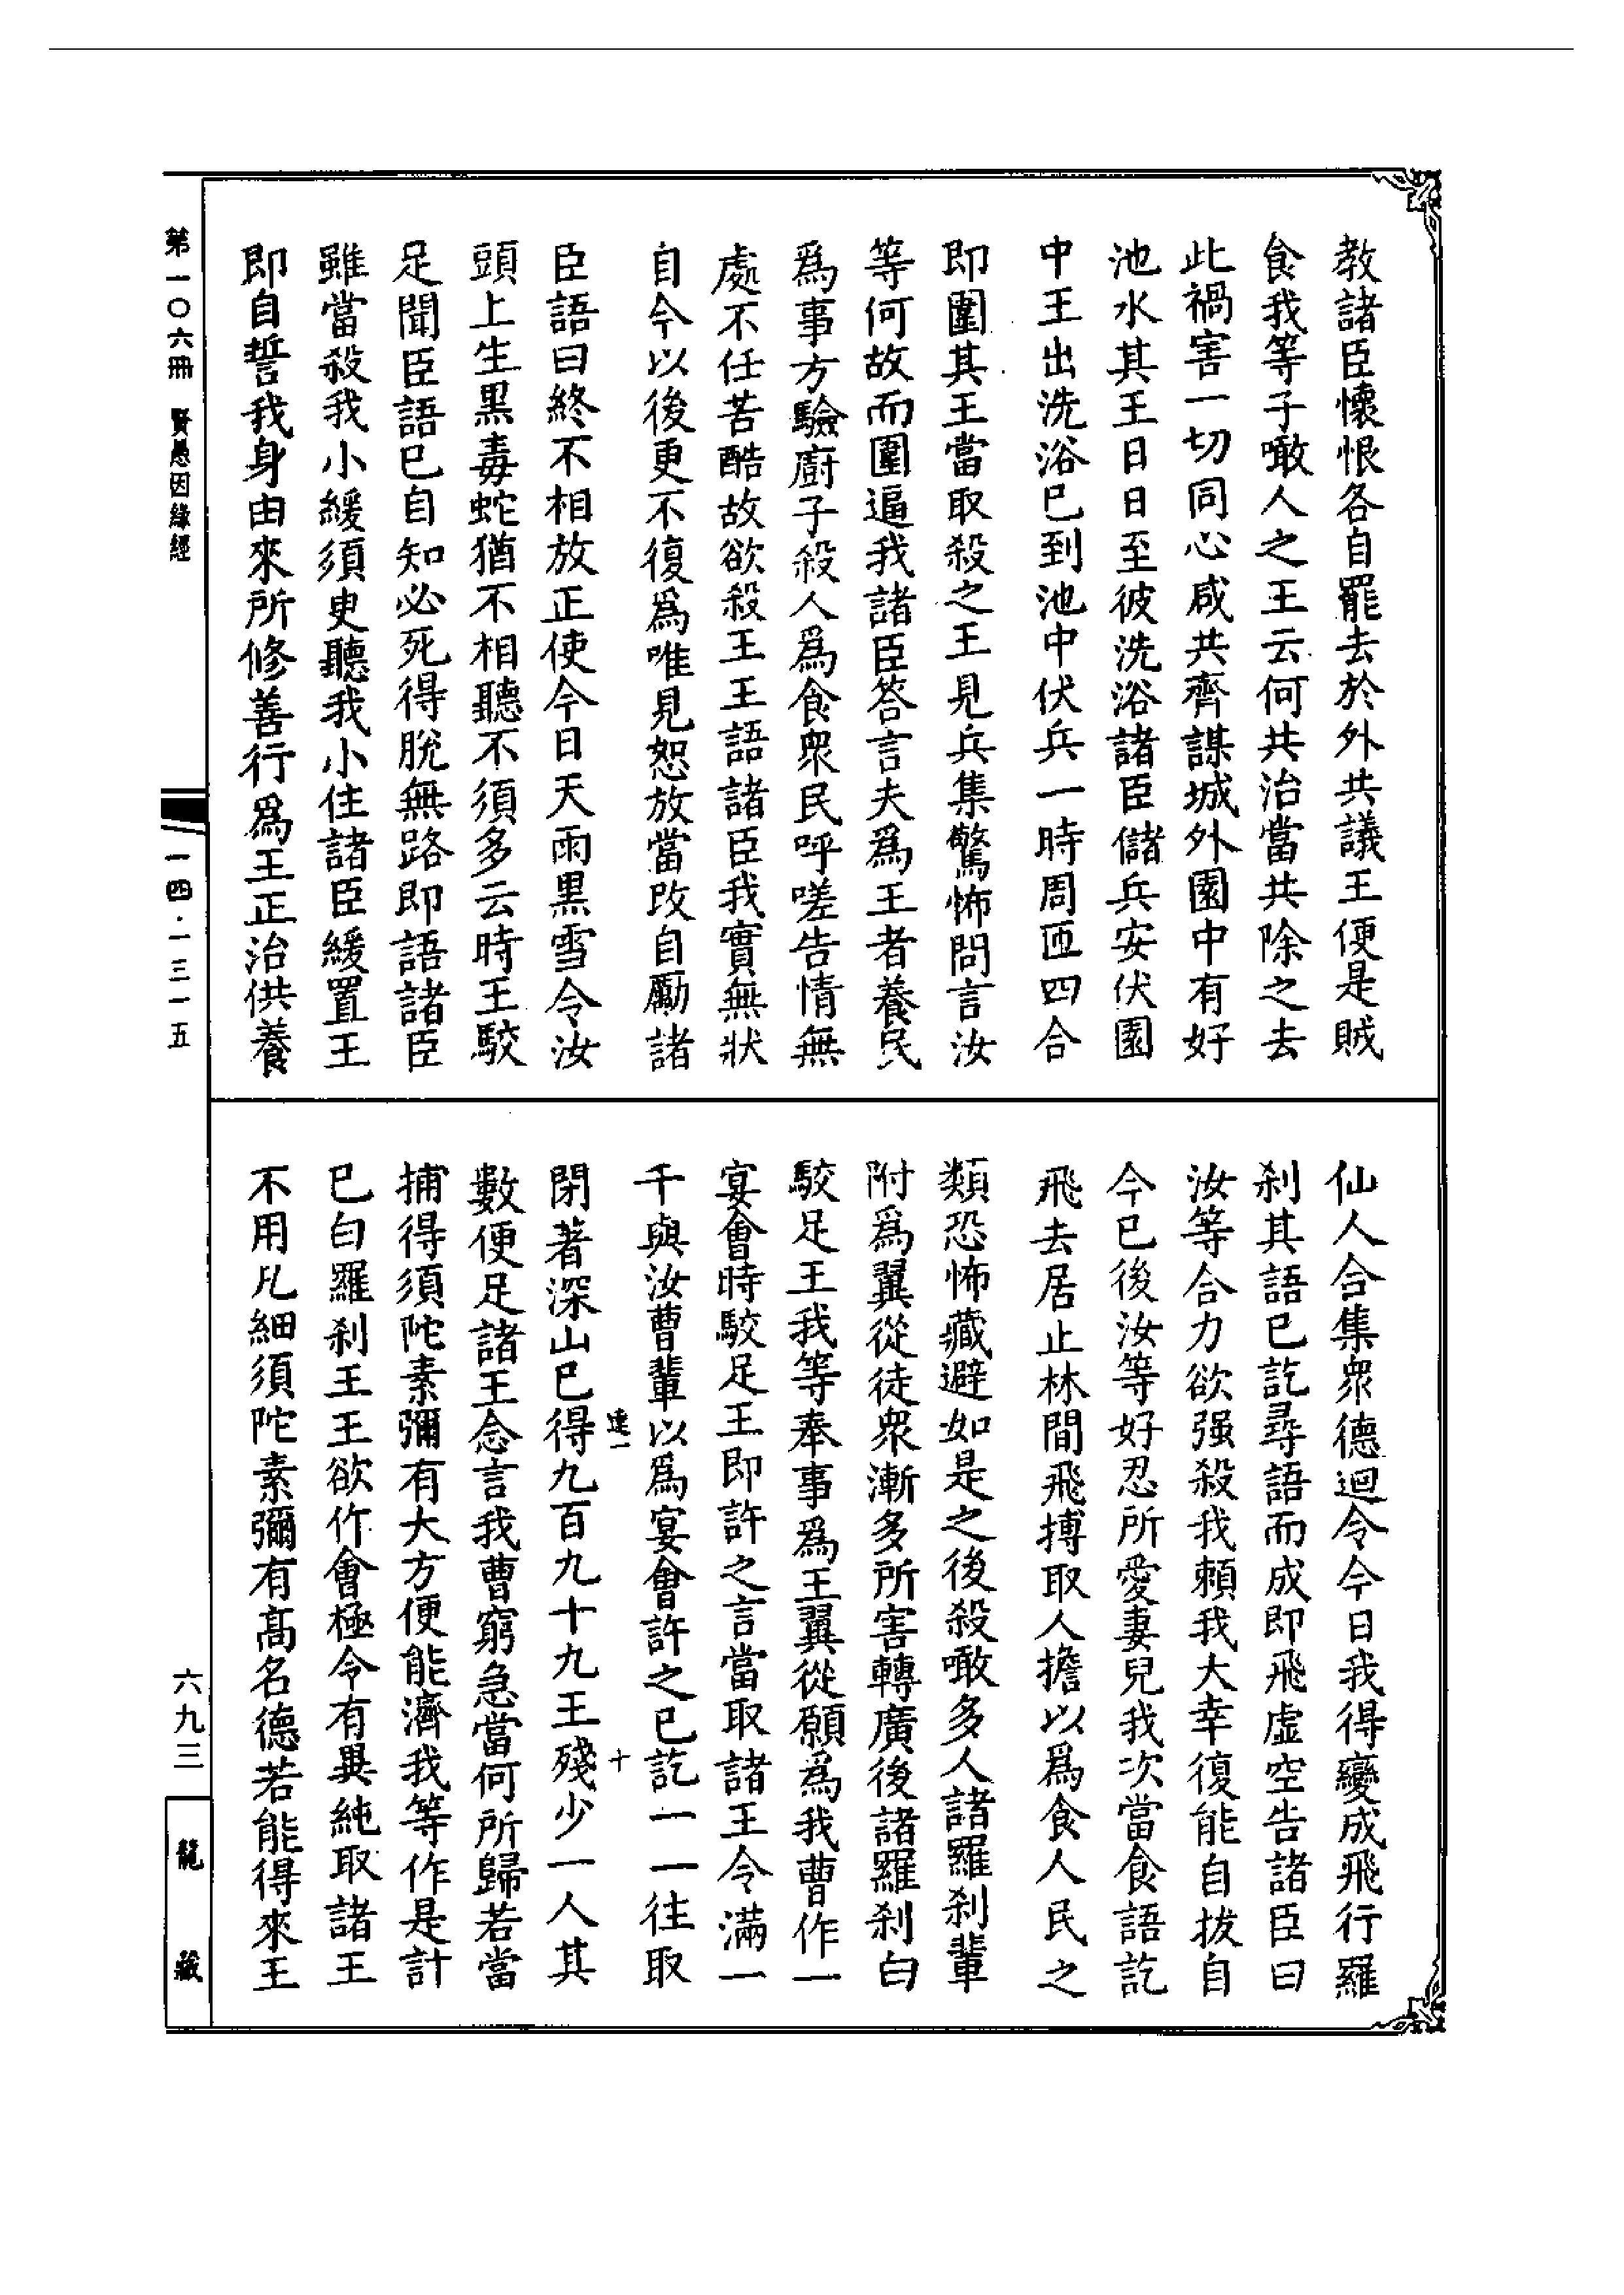 教諸臣懷恨各自罷去於外共議王便是賊
食我等子噉人之王云何共治當共除之去
此禍害一切同心咸共齊謀城外園中有好
池水其王日日至彼洗浴諸臣儲兵安伏園
中王出洗浴已到池中伏兵一時周匝四合
即圍其王當取殺之王見兵集驚怖問言汝
等何故而圍逼我諸臣答言夫為王者養民
為事方驗廚子殺人為食眾民呼嗟告情無
處不任苦酷故欲殺王王語諸臣我實無狀
自今以後更不復為唯見恕放當改自勵諸
臣語曰終不相放正使今日天雨黑雪令汝
頭上生黑毒蛇猶不相聽不須多云時王駮
足聞臣語已自知必死得脫無路即語諸臣
雖當殺我小緩須臾聽我小住諸臣緩置王
即自誓我身由來所修善行為王正治供養
仙人合集眾德迴令今日我得變成飛行羅
剎其語已訖尋語而成即飛虛空告諸臣曰
汝等合力欲强殺我賴我大幸復能自拔自
今已後汝等好忍所愛妻兒我次當食語訖
飛去居止林間飛搏取人擔以為食人民之
類恐怖藏避如是之後殺噉多人諸羅剎輩
附為翼從徒眾漸多所害轉廣後諸羅剎白
駮足王我等奉事為王翼從願為我曹作一
宴會時駮足王即許之言當取諸王令滿一
千與汝曹輩以為宴會許之已訖一一往取
連一　十
閉著深山已得九百九十九王殘少一人其
數便足諸王念言我曹窮急當何所歸若當
捕得須陀素彌有大方便能濟我等作是計
已白羅剎王王欲作會極令有異純取諸王
不用凡細須陀素彌有高名德若能得來王
第一〇六冊　賢愚因緣經
一四·一三一五
六九三
龍藏